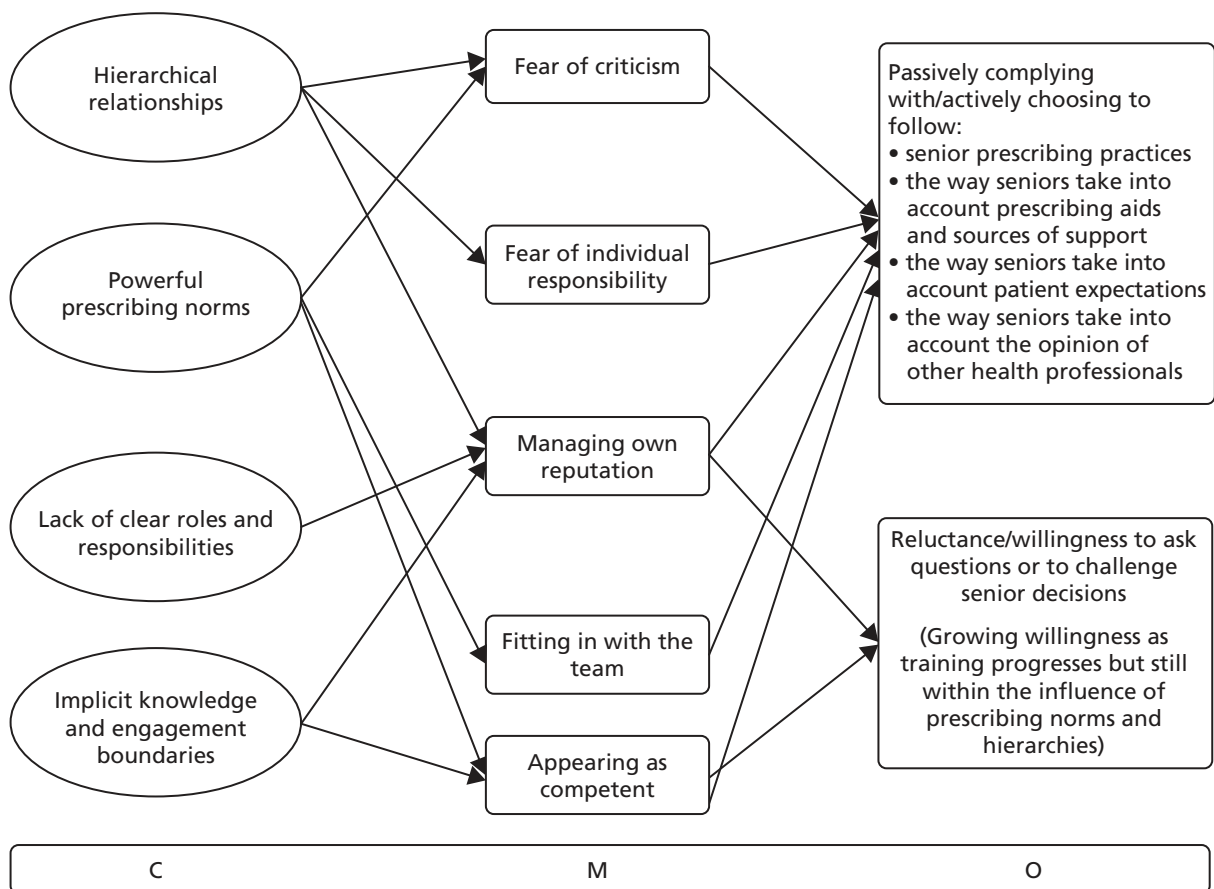 Hierarchical
relationships
Powerful
prescribing norms
Lack of clear roles and
responsibilities
Implicit knowledge
and engagement
boundaries
Fear of criticism
Fear of individual
responsibility
Managing own
reputation
Fitting in with the
team
Appearing as
competent
Passively complying
with/actively choosing to
follow:
• senior prescribing practices
• the way seniors take into
account prescribing aids
and sources of support
• the way seniors take into
account patient expectations
• the way seniors take into
account the opinion of
other health professionals
Reluctance/willingness to ask
questions or to challenge
senior decisions
(Growing willingness as
training progresses but still
within the influence of
prescribing norms and
hierarchies)
C
M
O